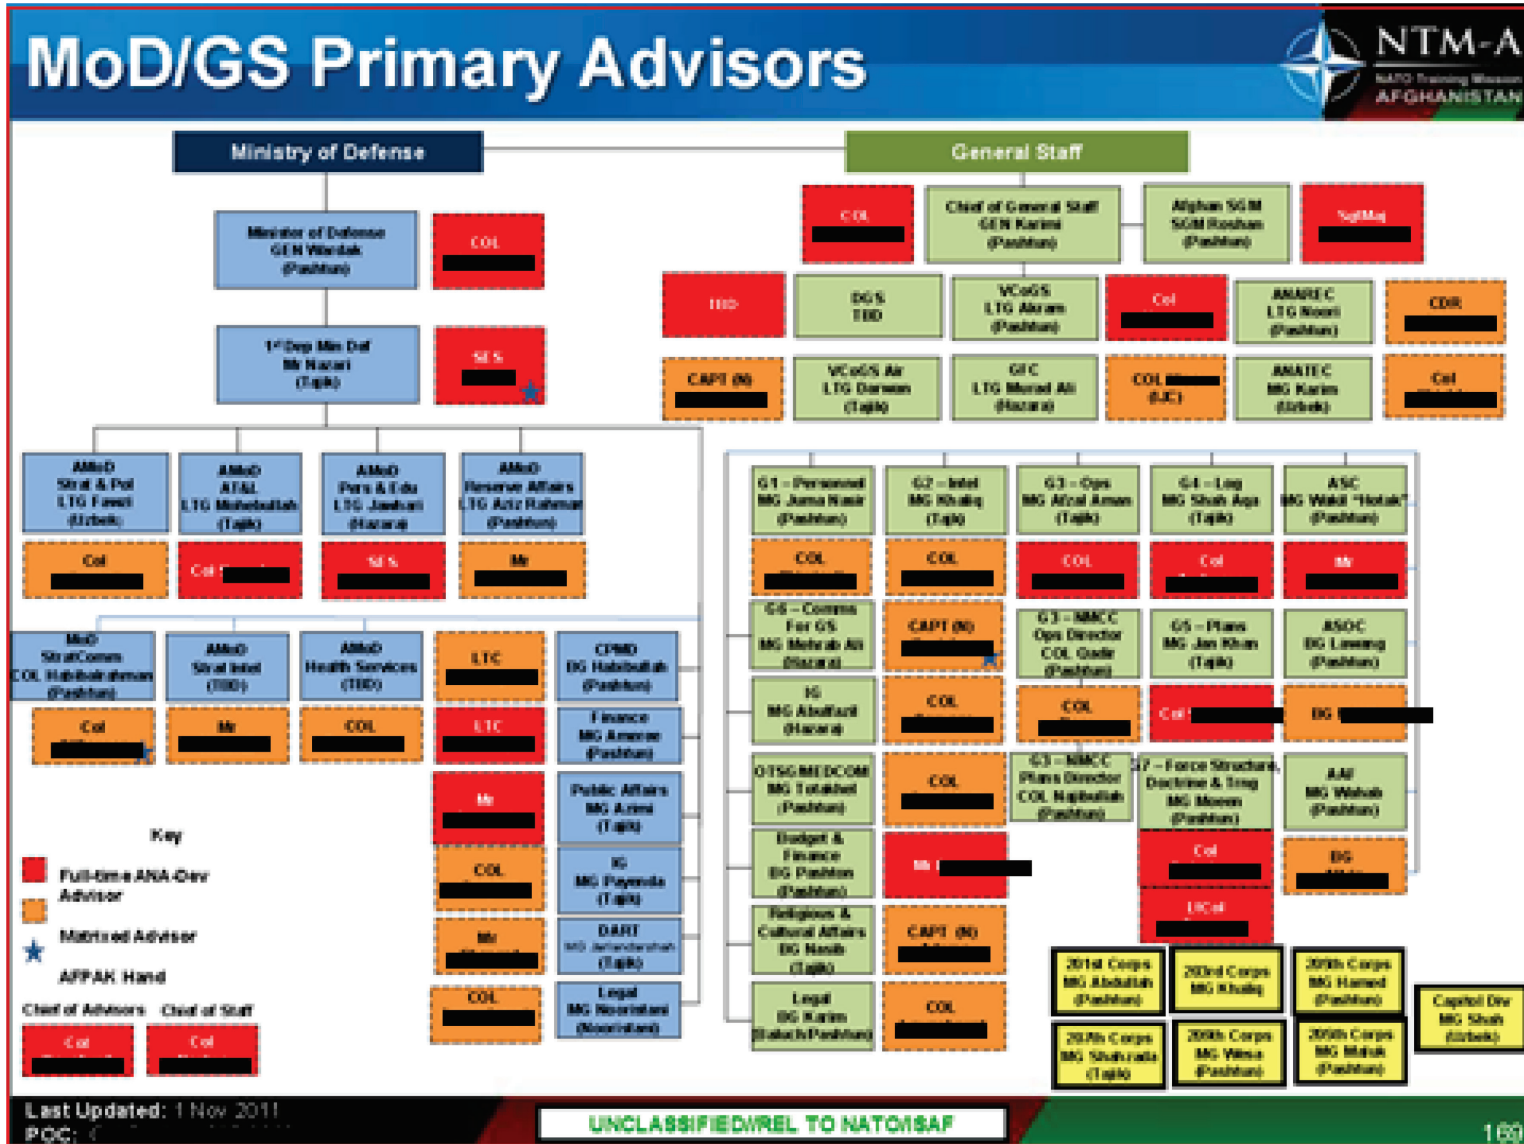 MoD/GS Primary Advisors
NTM-A
NATO Training Mission
AFGHANISTAN
Ministry of Defense
General Staff
Minister of Defense
GEN Wardak
(Pashtun)
COL
1st Dep Min Def
Mr Nazari
(Tajik)
SES
COL
Chief of General Staff
GEN Karimi
(Pashtun)
Afghan SGM
SGM Roshan
(Pashtun)
SgtMaj
TBD
DGS
TBD
VCoGS
LTG Akram
(Pashtun)
Col
ANAREC
LTG Noori
(Pashtun)
CDR
CAPT (N)
VCoGS Air
LTG Darwan
(Tajik)
GFC
LTG Murad Ali
(Hazara)
COL
(IJC)
ANATEC
MG Karim
(Uzbek)
Col
AMoD
Strat & Pol
LTG Fawzi
(Uzbek)
AMoD
AT&L
LTG Muhebullah
(Tajik)
AMoD
Pers & Edu
LTG Jawhari
(Hazara)
AMoD
Reserve Affairs
LTG Aziz Rahman
(Pashtun)
Col
Col
SES
Mr
MoD
StratComm
COL Habibalrahman
(Pashtun)
AMoD
Strat Intel
(TBD)
AMoD
Health Services
(TBD)
LTC
CPMD
BG Habibullah
(Pashtun)
Col
Mr
COL
LTC
Finance
MG Amerae
(Pashtun)
Mr
Public Affairs
MG Azimi
(Tajik)
COL
IG
MG Payenda
(Tajik)
Mr
DART
(Tajik)
COL
Legal
MG Nooristani
(Nooristani)
G1 – Personnel
MG Juma Nasir
(Pashtun)
G2 – Intel
MG Khaliq
(Tajk)
G3 – Ops
MG Afzal Aman
(Tajik)
G4 – Log
MG Shah Aqa
(Tajik)
ASC
MG Wakil "Hotak"
(Pashtun)
COL
COL
COL
Col
Mr
G6 – Comms
For GS
MG Mehrab Ali
(Hazara)
CAPT (N)
G3 – NMCC
Ops Director
COL Qadir
(Pashtun)
G5 – Plans
MG Jan Khan
(Tajik)
ASOC
BG Lawang
(Pashtun)
IG
MG Abulfazil
(Hazara)
COL
COL
Col
BG
OTSG/MEDCOM
MG Totakhel
(Pashtun)
COL
G3 – NMCC
Plans Director
COL Najibullah
(Pashtun)
G7 – Force Structure,
Doctrine & Trng
MG Moeen
(Pashtun)
AAF
MG Wahab
(Pashtun)
Budget &
Finance
BG Pashton
(Pashtun)
Mr
Col
BG
LtCol
Religious &
Cultural Affairs
BG Nasib
(Tajik)
CAPT (N)
Legal
BG Karim
(Baluch/Pashtun)
COL
201st Corps
MG Abdullah
(Pashtun)
203rd Corps
MG Khaliq
MG Hamed
(Pashtun)
Capitol Div
MG Shah
(Uzbek)
207th Corps
MG Shahzada
(Tajik)
209th Corps
MG Wesa
(Pashtun)
205th Corps
(Pashtun)
Key
Full-time ANA-Dev
Advisor
Matrixed Advisor
AFPAK Hand
Chief of Advisors
Chief of Staff
Col
Col
Last Updated: 1 Nov 2011
POC:
UNCLASSIFIED//REL TO NATO/ISAF
169